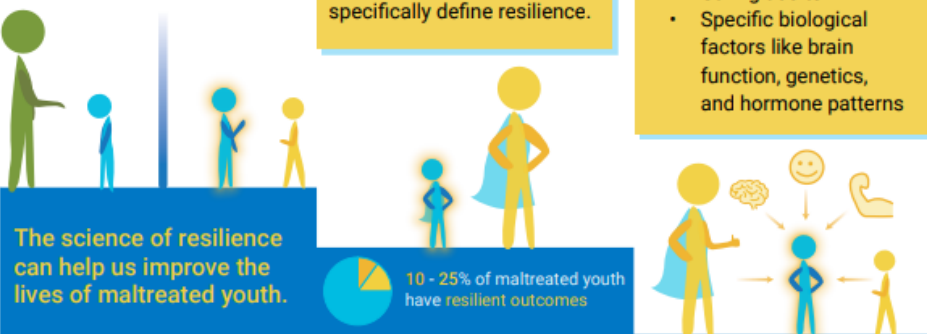 specifically define resilience.
• Specific biological
factors like brain
function, genetics,
and hormone patterns
The science of resilience
can help us improve the
lives of maltreated youth.
10 - 25% of maltreated youth
have resilient outcomes